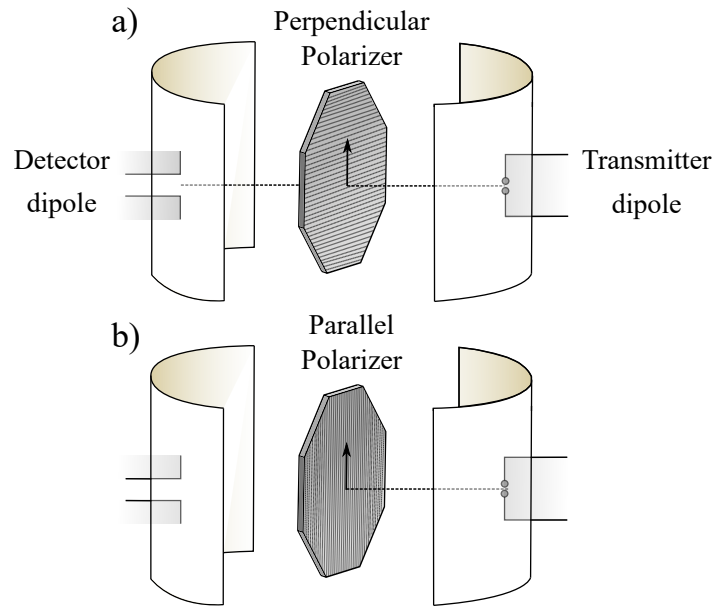 a)
Perpendicular
Polarizer
Detector
dipole
Transmitter
dipole
b)
Parallel
Polarizer